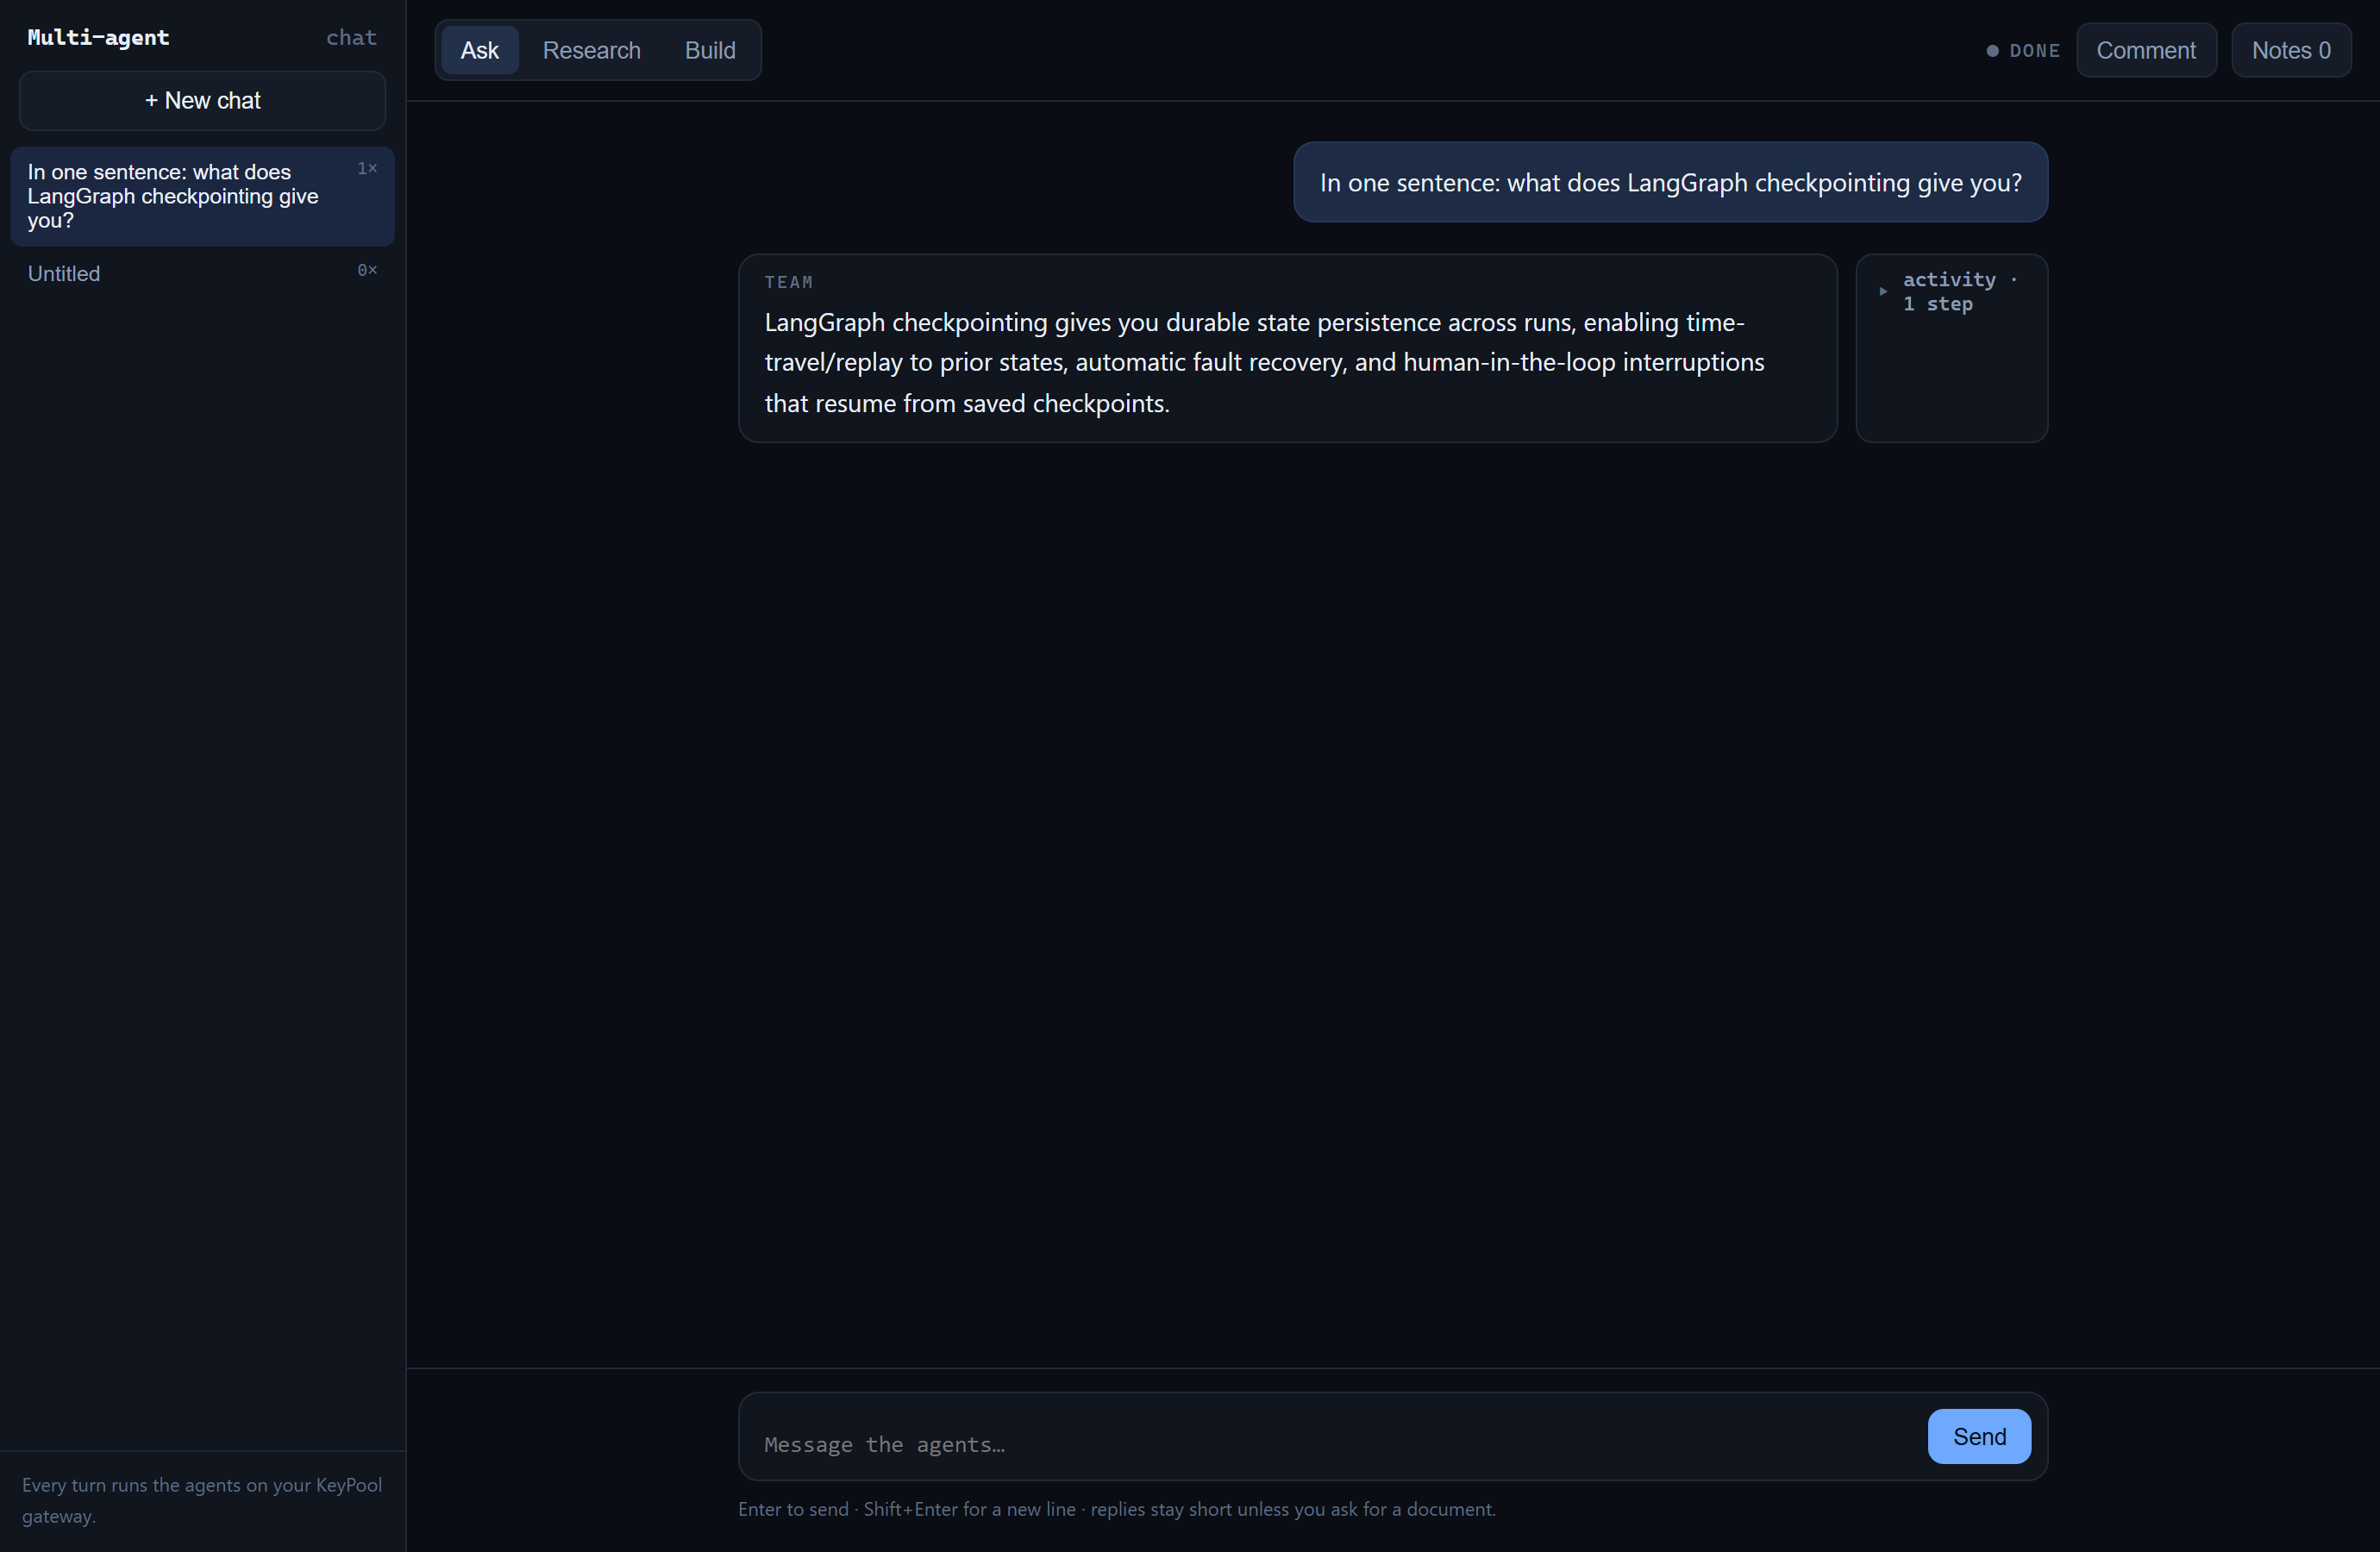 Multi-agent chat
+ New chat
In one sentence: what does 1×
LangGraph checkpointing give
you?
Untitled 0×
Every turn runs the agents on your KeyPool
gateway.
Ask Research Build
DONE Comment Notes 0
In one sentence: what does LangGraph checkpointing give you?
TEAM
LangGraph checkpointing gives you durable state persistence across runs, enabling time-
travel/replay to prior states, automatic fault recovery, and human-in-the-loop interruptions
that resume from saved checkpoints.
activity ·
1 step
Message the agents…
Send
Enter to send · Shift+Enter for a new line · replies stay short unless you ask for a document.